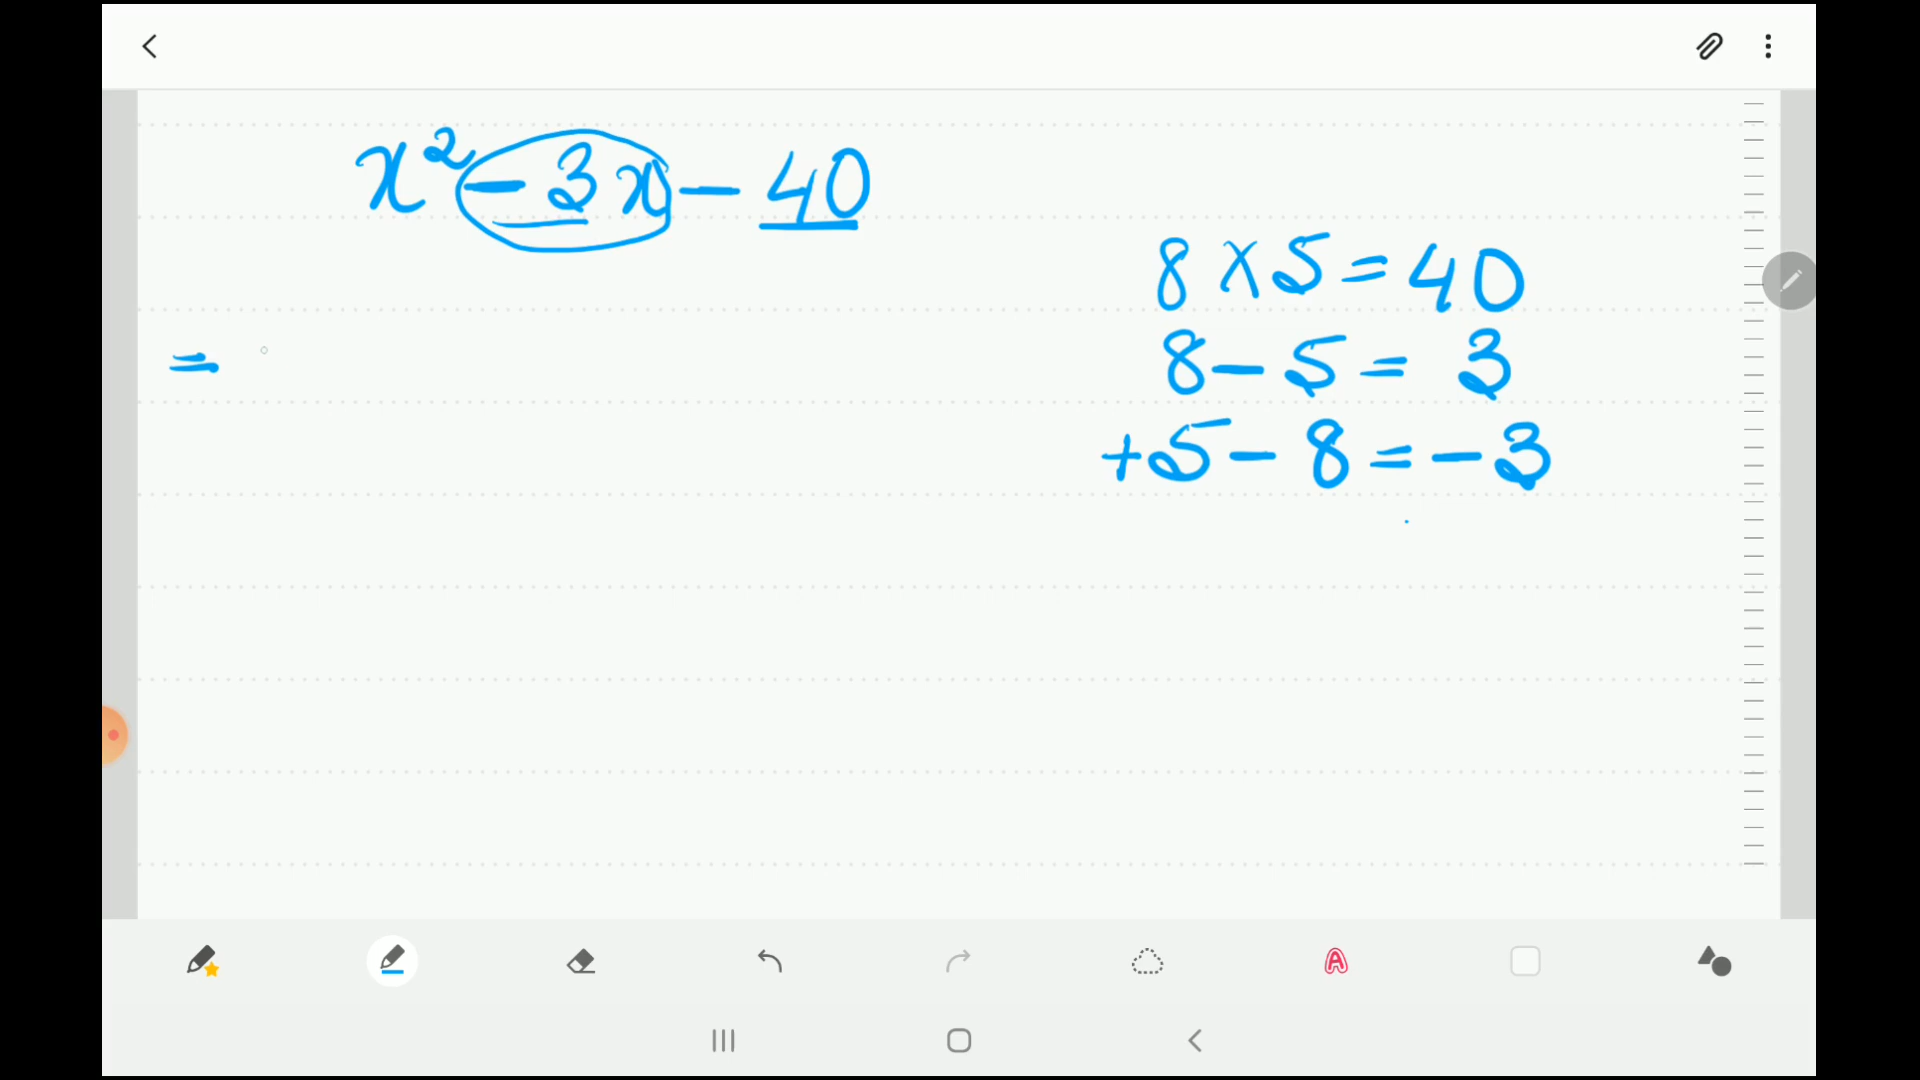 x² - 3x - 40
8 × 5 = 40
8 - 5 = 3
=
+5 - 8 = -3
A